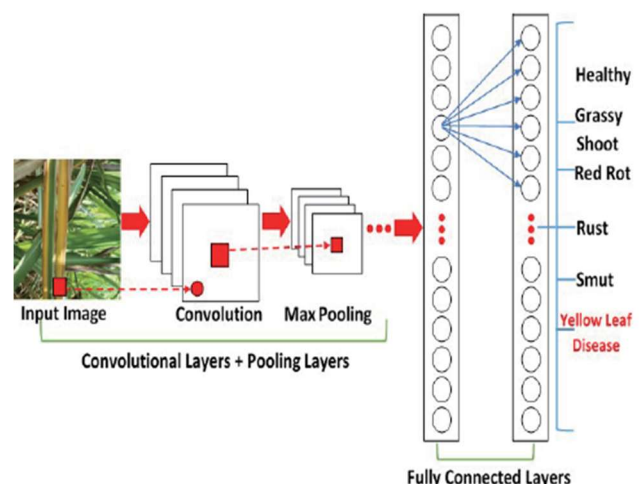 Healthy
Grassy
Shoot
Red Rot
Rust
Smut
Yellow Leaf
Disease
Input Image
Convolution
Max Pooling
Convolutional Layers + Pooling Layers
Fully Connected Layers